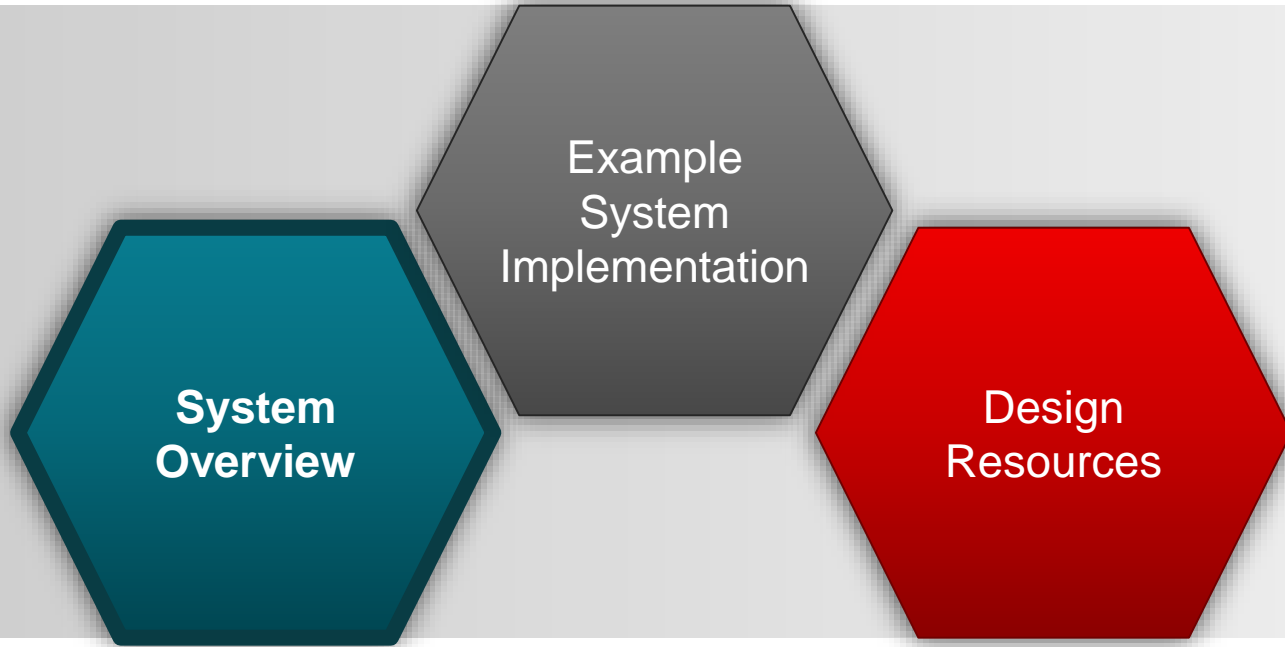 System
Overview
Example
System
Implementation
Design
Resources